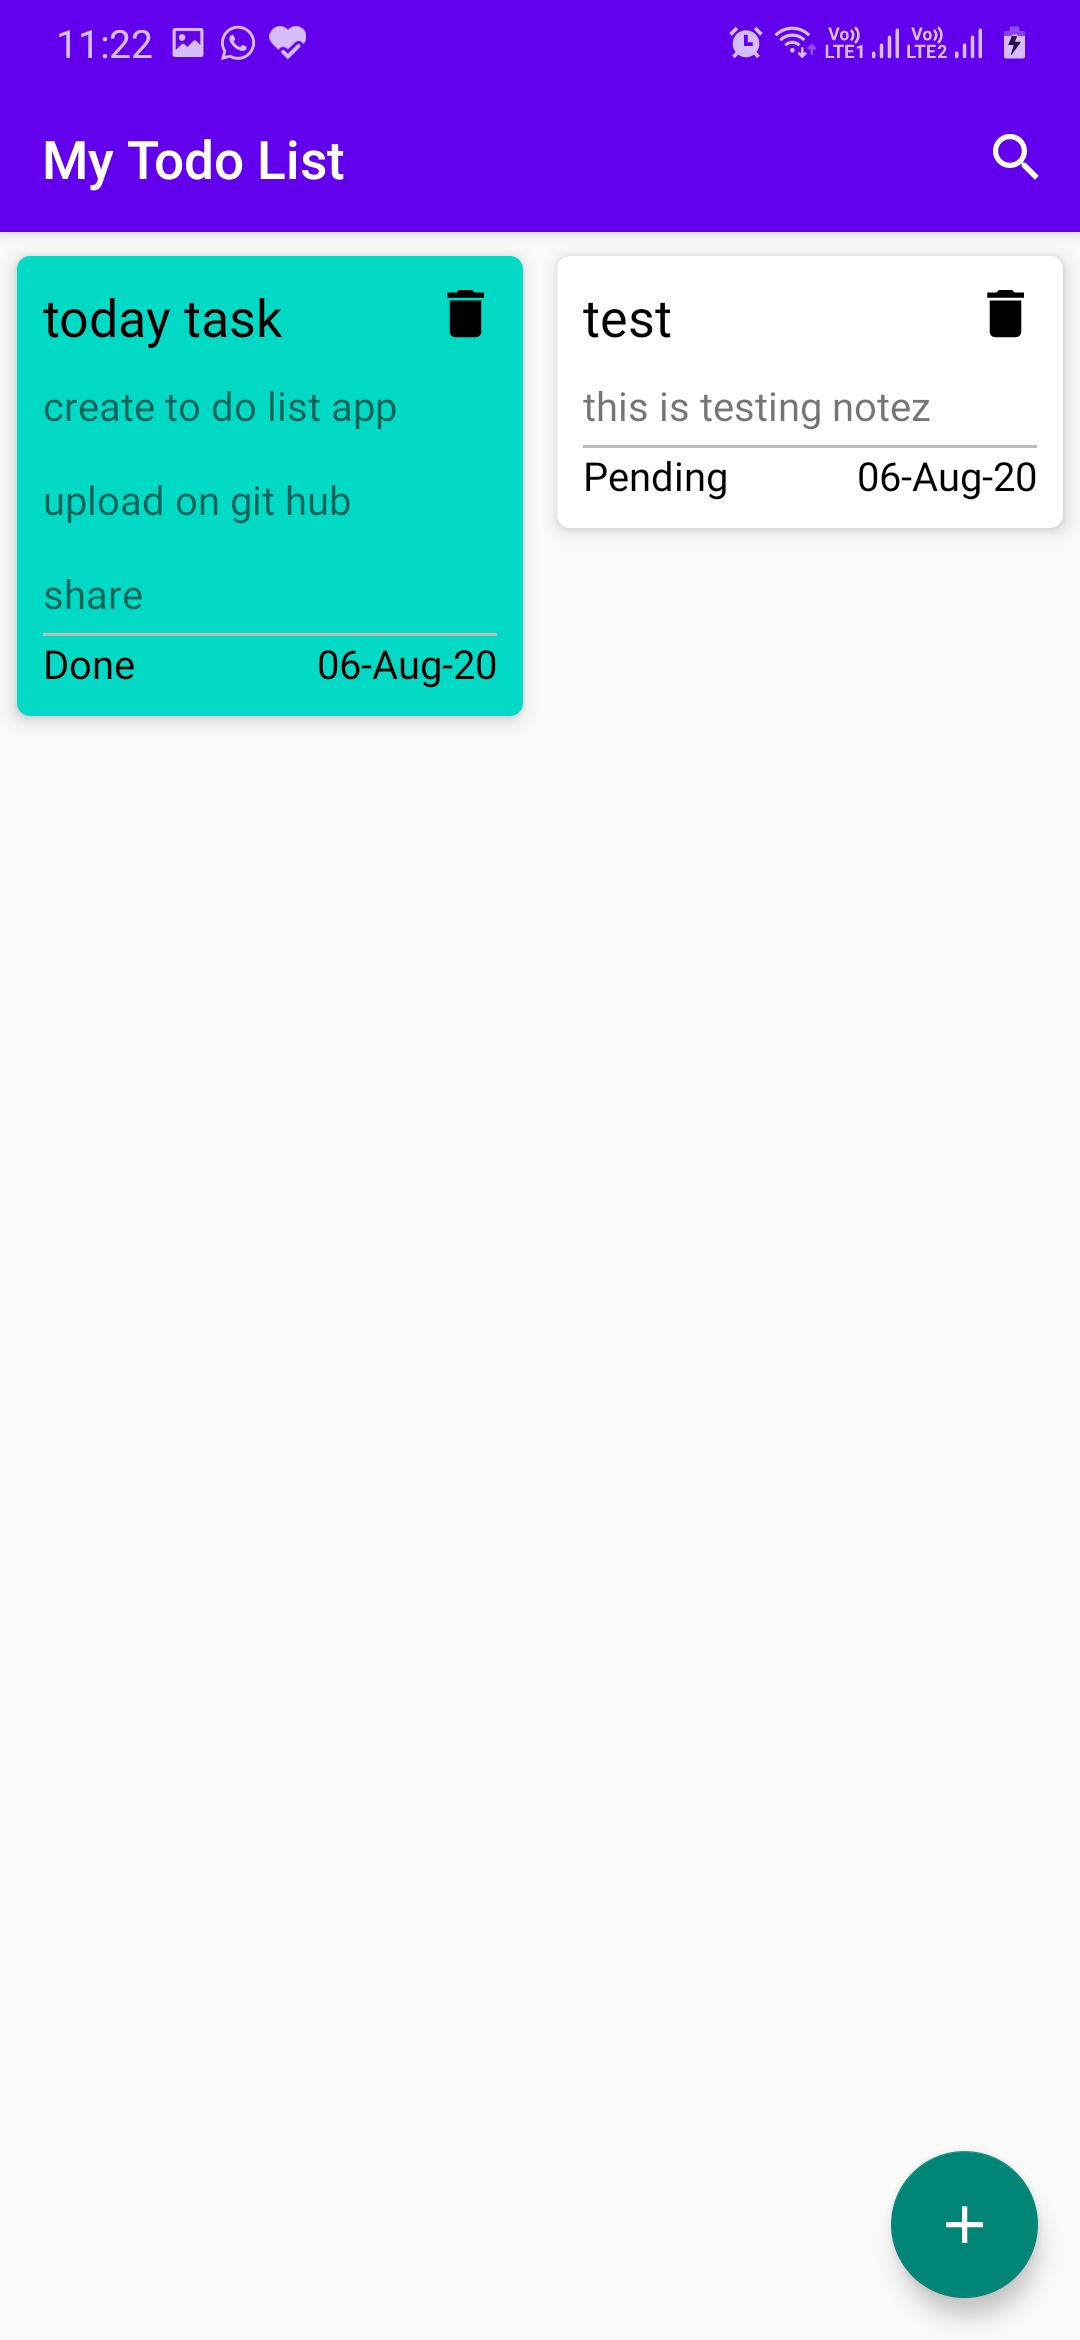 11:22
Vo)) LTE1 Vo)) LTE2
My Todo List
today task
create to do list app
upload on git hub
share
Done 06-Aug-20
test
this is testing notez
Pending 06-Aug-20